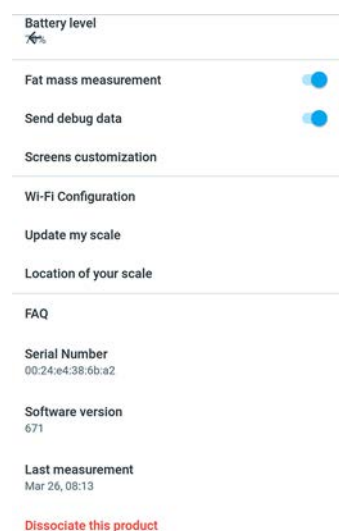 Battery level
Fat mass measurement
Send debug data
Screens customization
Wi-Fi Configuration
Update my scale
Location of your scale
FAQ
Serial Number
00:24:e4:38:6b:a2
Software version
671
Last measurement
Mar 26, 08:13
Dissociate this product